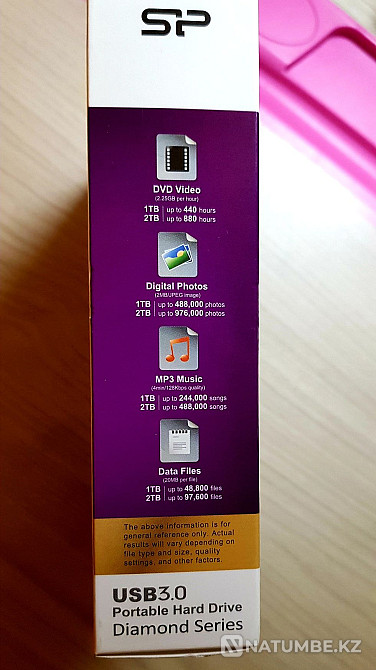 SP
DVD Video
(2.25GB per hour)
1TB | up to 440 hours
2TB | up to 880 hours
Digital Photos
(2MB/JPEG image)
1TB | up to 488,000 photos
2TB | up to 976,000 photos
MP3 Music
(4min/128Kbps quality)
1TB | up to 244,000 songs
2TB | up to 488,000 songs
Data Files
(20MB per file)
1TB | up to 48,800 files
2TB | up to 97,600 files
The above information is for
general reference only. Actual
results will vary depending on
file type and size, quality
settings, and other factors.
USB3.0
Portable Hard Drive
Diamond Series
NATUMBE.KZ